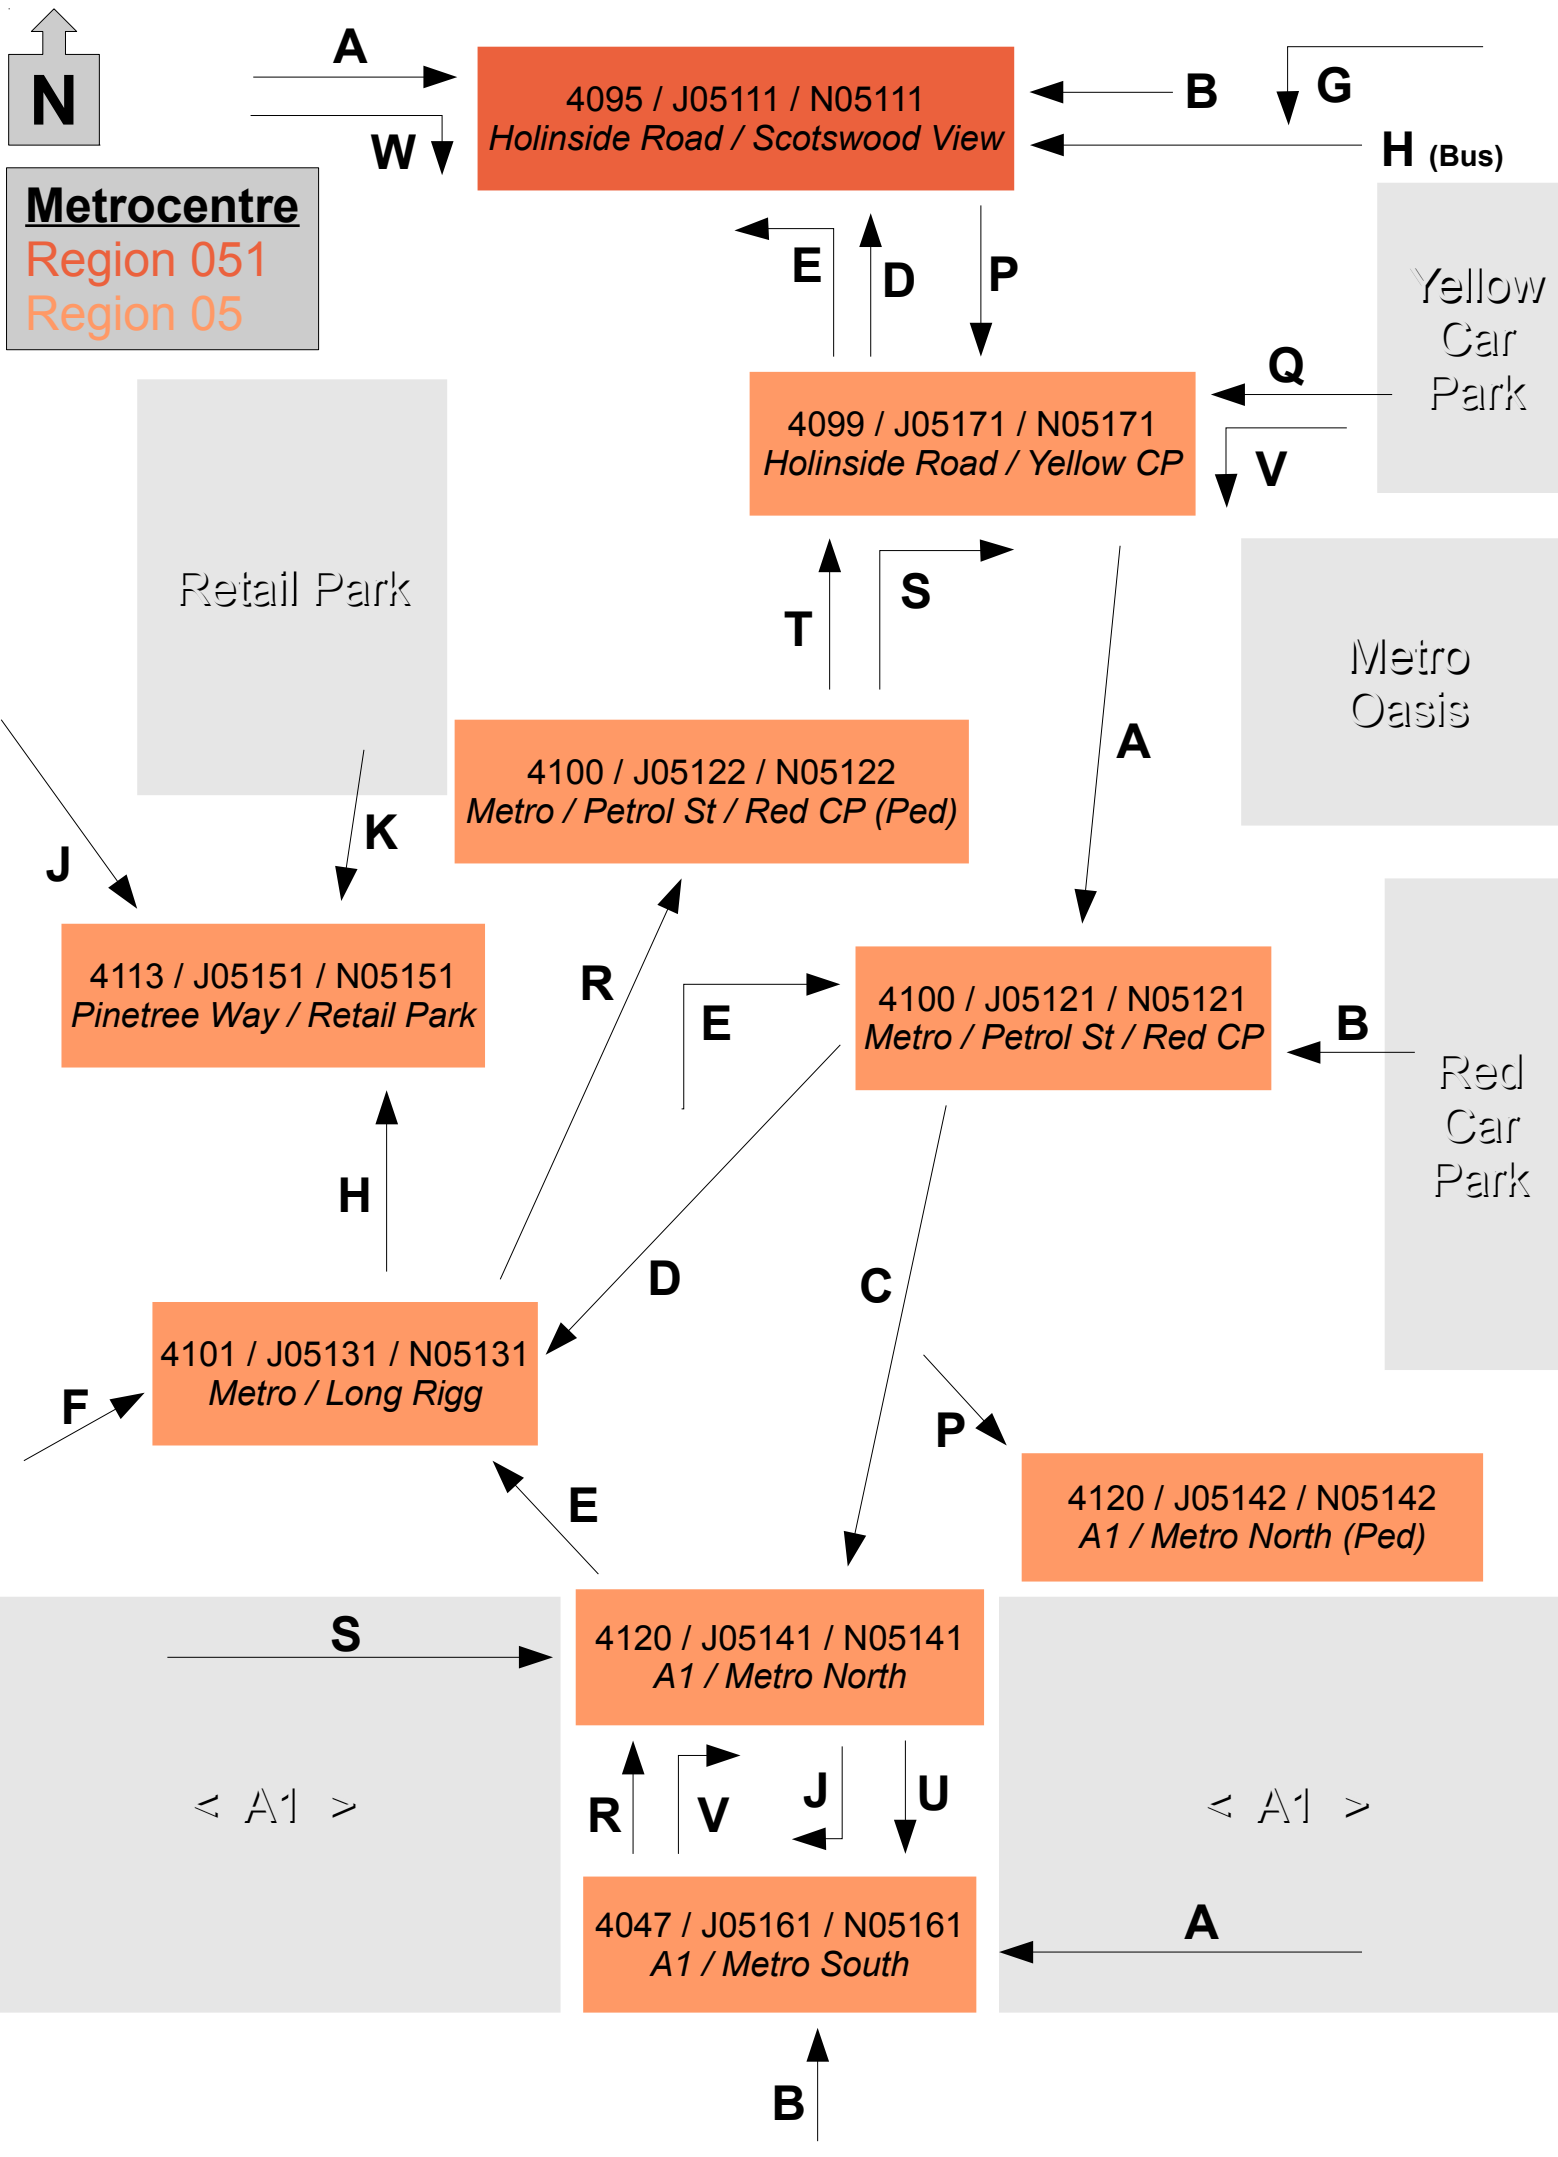 A
4095 / J05111 / N05111
Holinside Road / Scotswood View
B
G
N
W
H (Bus)
Metrocentre
Region 051
Region 05
E
D
P
Yellow
Car
Park
Q
4099 / J05171 / N05171
Holinside Road / Yellow CP
V
Retail Park
T
S
Metro
Oasis
A
4100 / J05122 / N05122
Metro / Petrol St / Red CP (Ped)
J
K
4113 / J05151 / N05151
Pinetree Way / Retail Park
R
E
4100 / J05121 / N05121
Metro / Petrol St / Red CP
B
Red
Car
Park
H
D
C
4101 / J05131 / N05131
Metro / Long Rigg
F
P
E
4120 / J05142 / N05142
A1 / Metro North (Ped)
S
4120 / J05141 / N05141
A1 / Metro North
< A1 >
R
V
J
U
< A1 >
4047 / J05161 / N05161
A1 / Metro South
A
B